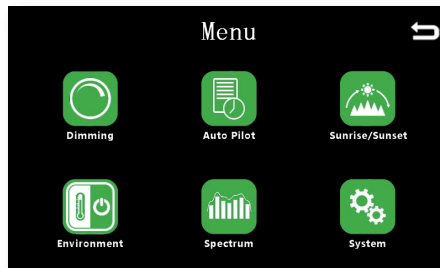 Menu
Dimming
Auto Pilot
Sunrise/Sunset
Environment
Spectrum
System